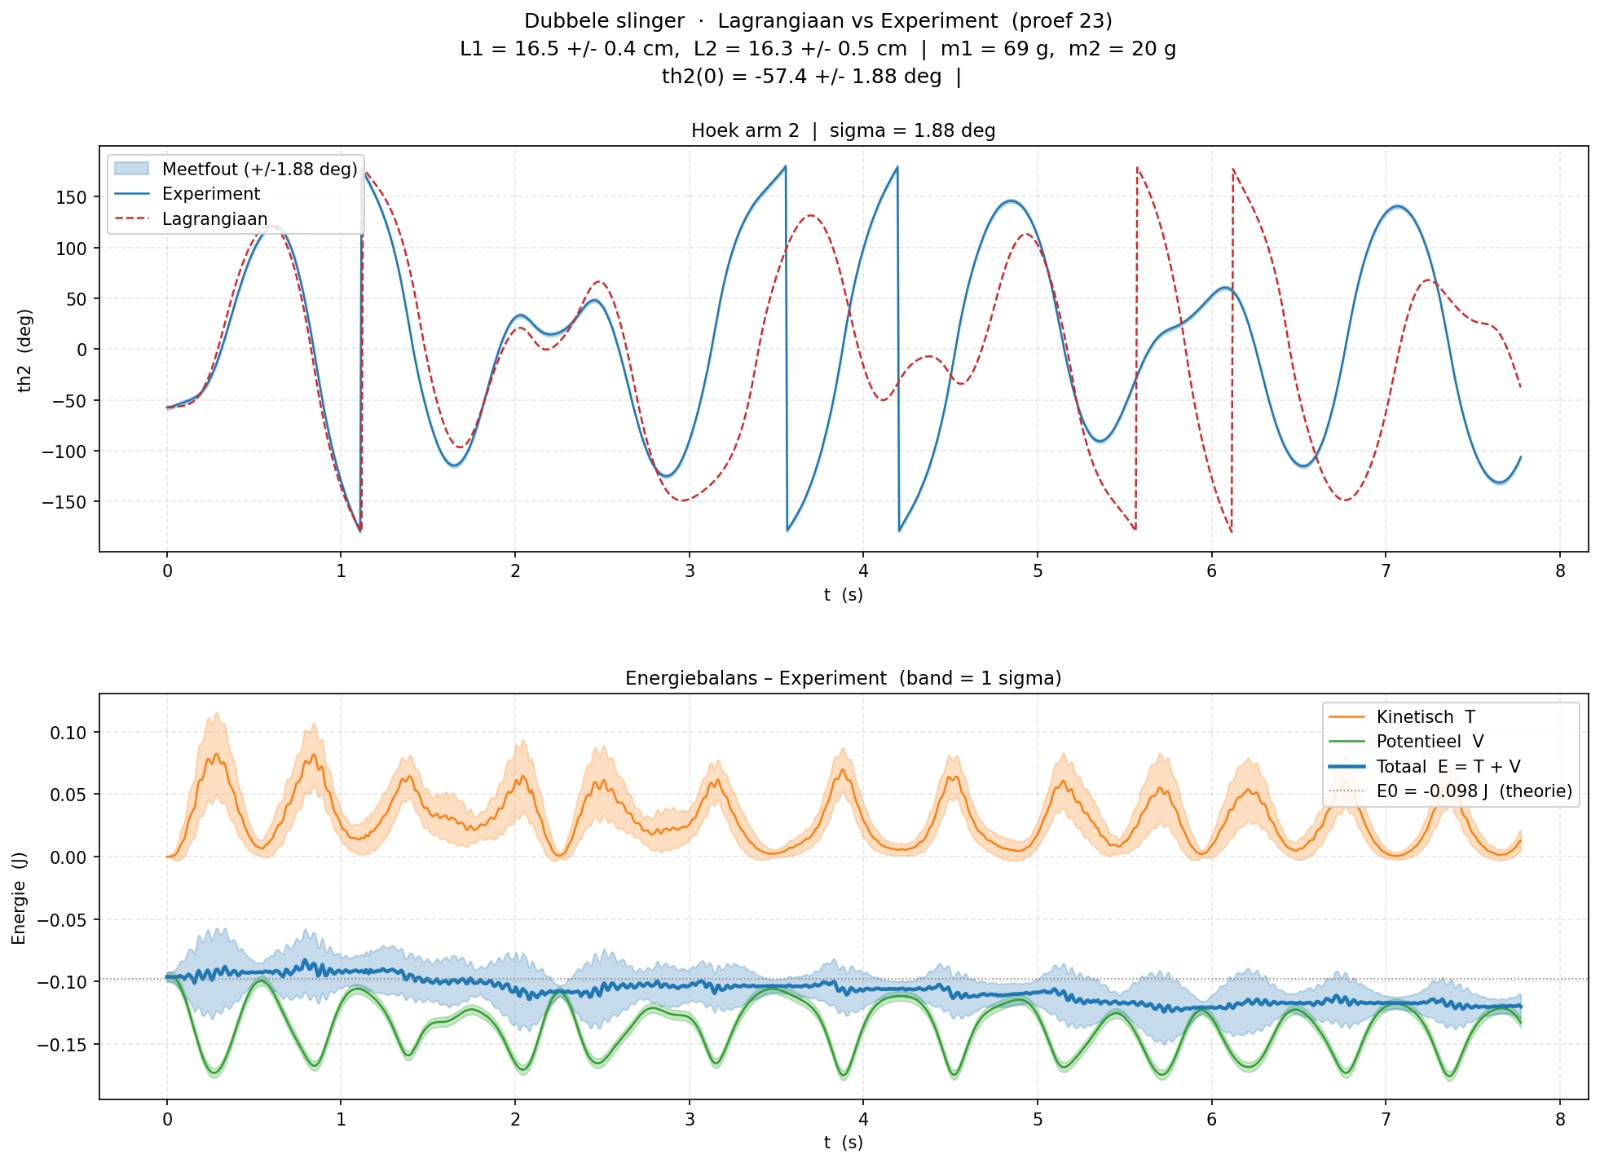 Dubbele slinger · Lagrangiaan vs Experiment (proef 23)
L1 = 16.5 +/- 0.4 cm, L2 = 16.3 +/- 0.5 cm | m1 = 69 g, m2 = 20 g
th2(0) = -57.4 +/- 1.88 deg |
Hoek arm 2 | sigma = 1.88 deg
Meetfout (+/-1.88 deg)
Experiment
Lagrangiaan
th2 (deg)
150
100
50
0
−50
−100
−150
0 1 2 3 4 5 6 7 8
t (s)
Energiebalans – Experiment (band = 1 sigma)
Kinetisch T
Potentieel V
Totaal E = T + V
E0 = -0.098 J (theorie)
Energie (J)
0.10
0.05
0.00
−0.05
−0.10
−0.15
0 1 2 3 4 5 6 7 8
t (s)